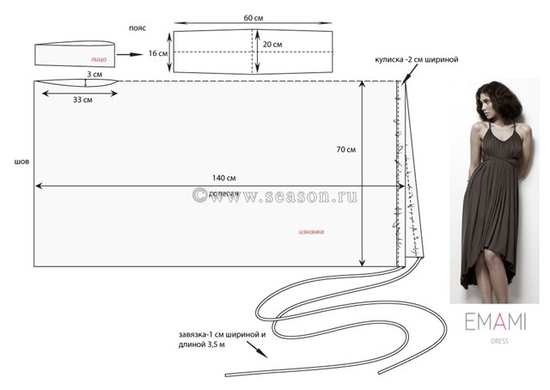 пояс
60 см
лицо
16 см
20 см
кулиска -2 см шириной
3 см
33 см
70 см
шов
140 см
©www.season.ru
изнанка
завязка-1 см шириной и
длиной 3,5 м
EMAMI
DRESS